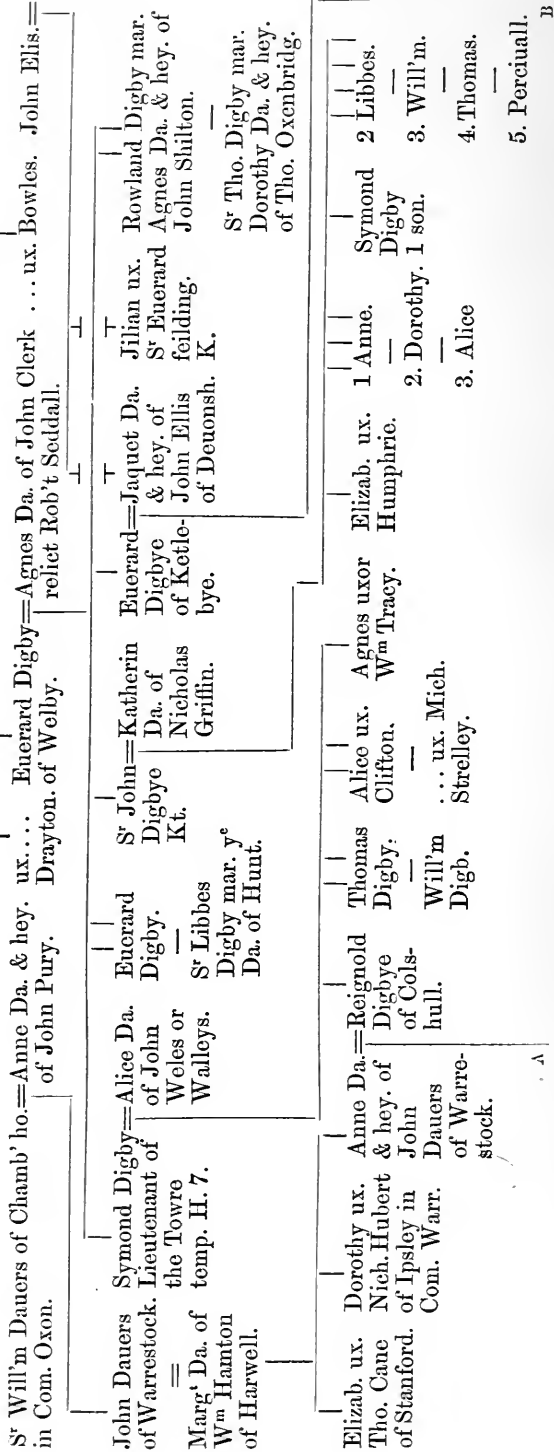 Sr Will'm Dauers of Chamb' ho.=Anne Da. & hey.
in Com. Oxon.
of John Pury.
ux....
Drayton.
Euerard Digby=Agnes Da. of John Clerk
of Welby.
relict Rob't Seddall.
... ux. Bowles.
John Elis.=
John Dauers
of Warrestock.
=
Margt Da. of
Wm Hamton
of Harwell.
Symond Digby=Alice Da.
Lieutenant of
the Towre
temp. H. 7.
of John
Weles or
Walleys.
Euerard
Digby.
—
Sr Libbes
Digby mar. ye
Da. of Hunt.
Sr John=Katherin
Digbye
Kt.
Da. of
Nicholas
Griffin.
Euerard=Jaquet Da.
Digbye
of Ketle-
bye.
& hey. of
John Ellis
of Deuonsh.
Jilian ux.
Sr Euerard
feilding.
K.
Rowland Digby mar.
Agnes Da. & hey. of
John Shilton.
—
Sr Tho. Digby mar.
Dorothy Da. & hey.
of Tho. Oxenbridg.
Elizab. ux.
Tho. Cane
of Stamford.
Dorothy ux.
Nich. Hubert
of Ipsley in
Com. Warr.
Anne Da.=Reignold
& hey. of
John
Dauers
of Warre-
stock.
Digbye
of Cols-
hull.
Thomas
Digby.
—
Will'm
Digb.
Alice ux.
Clifton.
—
... ux. Mich.
Strelley.
Agnes uxor
Wm Tracy.
Elizab. ux.
Humphrie.
1 Anne.
—
2. Dorothy.
—
3. Alice
Symond
Digby
1 son.
2 Libbes.
—
3. Will'm.
—
4. Thomas.
—
5. Perciuall.
A
B